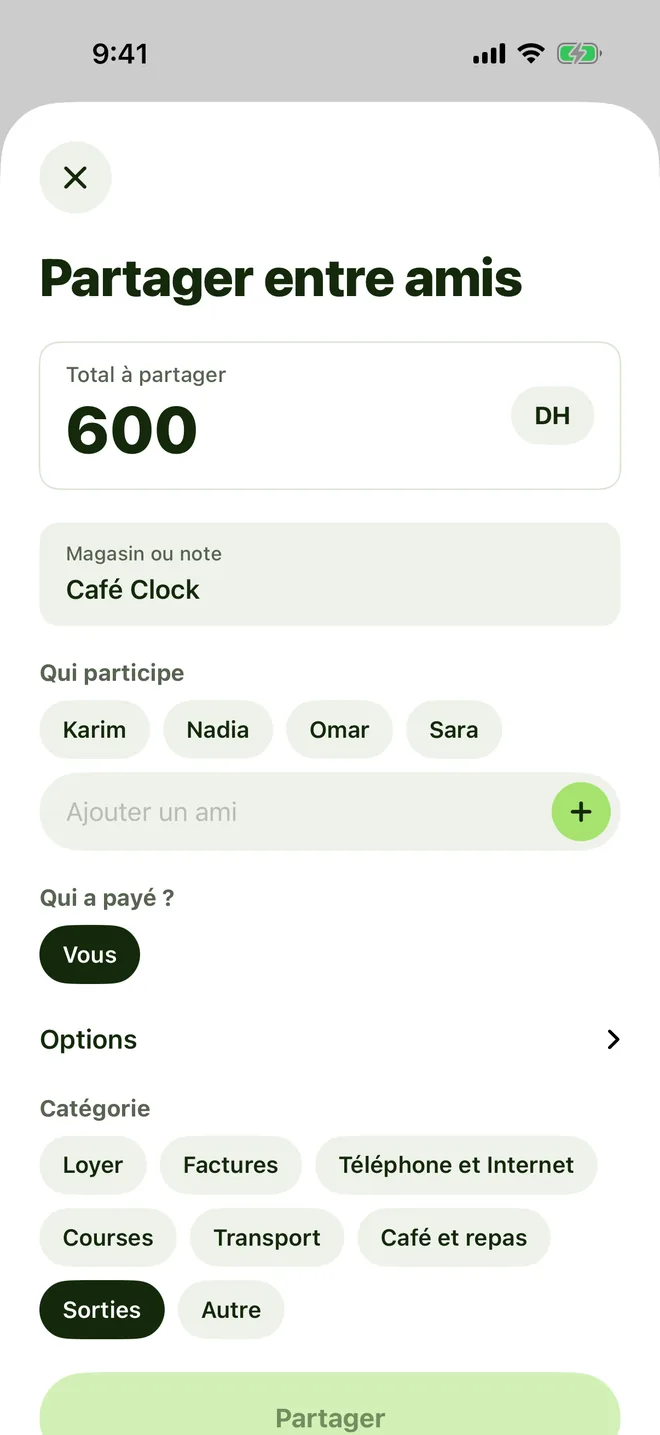 9:41
Partager entre amis
Total à partager
600
DH
Magasin ou note
Café Clock
Qui participe
Karim Nadia Omar Sara
Ajouter un ami
Qui a payé ?
Vous
Options
Catégorie
Loyer Factures Téléphone et Internet
Courses Transport Café et repas
Sorties Autre
Partager